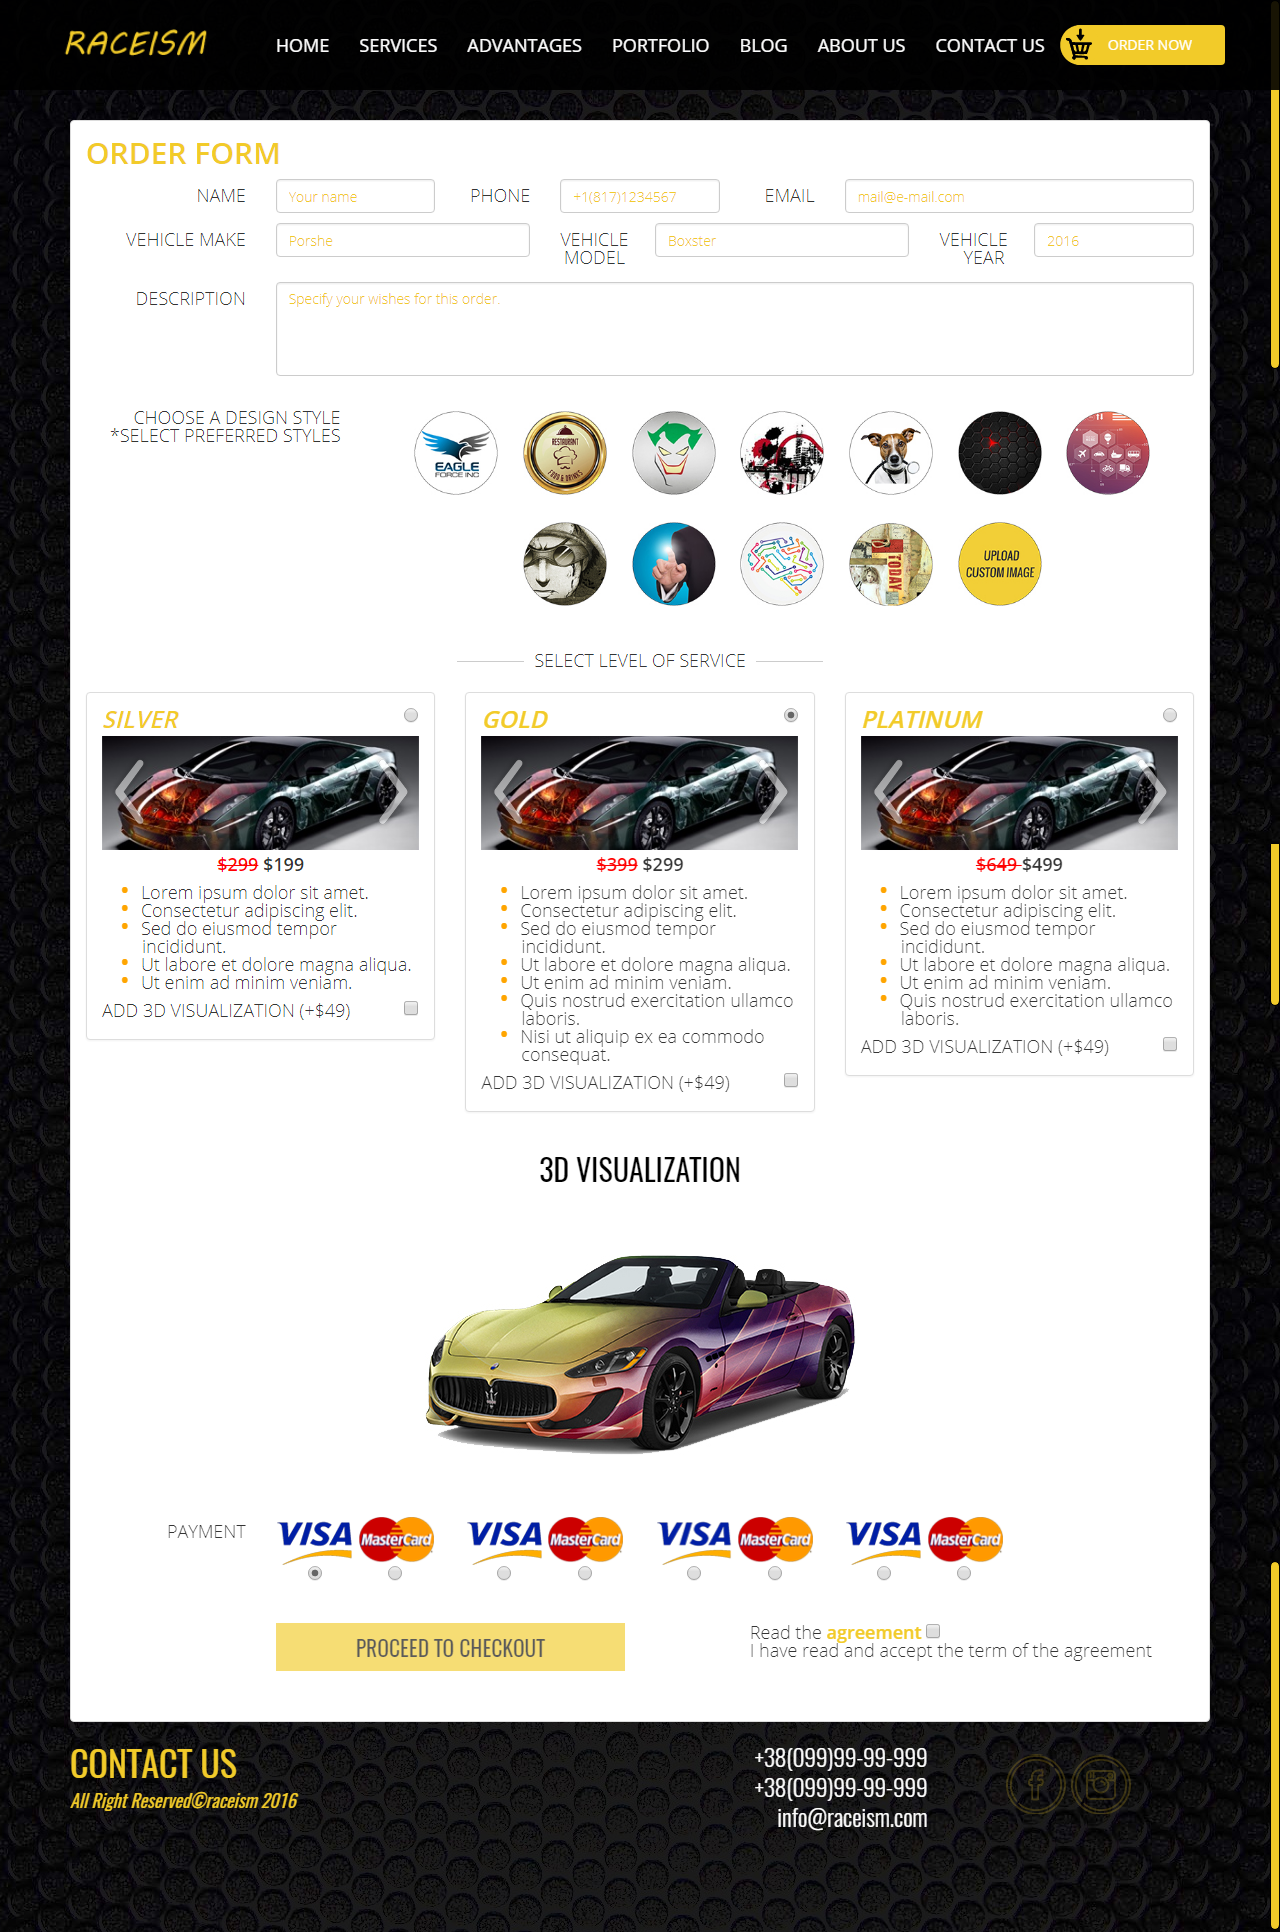 RACEISM
HOME SERVICES ADVANTAGES PORTFOLIO BLOG ABOUT US CONTACT US ORDER NOW
ORDER FORM
NAME Your name PHONE +1(817)1234567 EMAIL mail@e-mail.com
VEHICLE MAKE Porshe VEHICLE MODEL Boxster VEHICLE YEAR 2016
DESCRIPTION Specify your wishes for this order.
CHOOSE A DESIGN STYLE
*SELECT PREFERRED STYLES
EAGLE
FORCE INC
RESTAURANT
FOOD & DRINKS
TODAY
UPLOAD
CUSTOM IMAGE
SELECT LEVEL OF SERVICE
SILVER
$299 $199
Lorem ipsum dolor sit amet.
Consectetur adipiscing elit.
Sed do eiusmod tempor
incididunt.
Ut labore et dolore magna aliqua.
Ut enim ad minim veniam.
ADD 3D VISUALIZATION (+$49)
GOLD
$399 $299
Lorem ipsum dolor sit amet.
Consectetur adipiscing elit.
Sed do eiusmod tempor
incididunt.
Ut labore et dolore magna aliqua.
Ut enim ad minim veniam.
Quis nostrud exercitation ullamco
laboris.
Nisi ut aliquip ex ea commodo
consequat.
ADD 3D VISUALIZATION (+$49)
PLATINUM
$649 $499
Lorem ipsum dolor sit amet.
Consectetur adipiscing elit.
Sed do eiusmod tempor
incididunt.
Ut labore et dolore magna aliqua.
Ut enim ad minim veniam.
Quis nostrud exercitation ullamco
laboris.
ADD 3D VISUALIZATION (+$49)
3D VISUALIZATION
PAYMENT VISA MasterCard VISA MasterCard VISA MasterCard VISA MasterCard
PROCEED TO CHECKOUT
Read the agreement
I have read and accept the term of the agreement
CONTACT US
All Right Reserved©raceism 2016
+38(099)99-99-999
+38(099)99-99-999
info@raceism.com